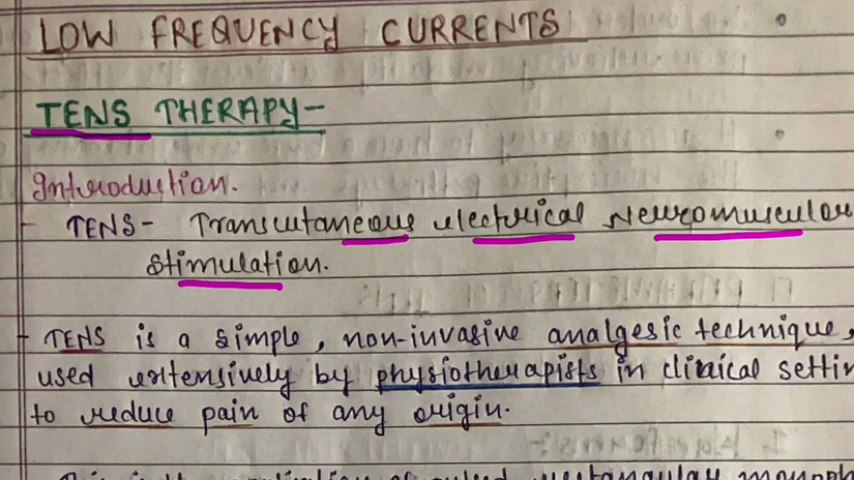 LOW FREQUENCY CURRENTS
TENS THERAPY-
Introduction.
- TENS- Transcutaneous electrical Neuromuscular
stimulation.
- TENS is a simple, non-invasive analgesic technique,
used extensively by physiotherapists in clinical
to reduce pain of any origin.